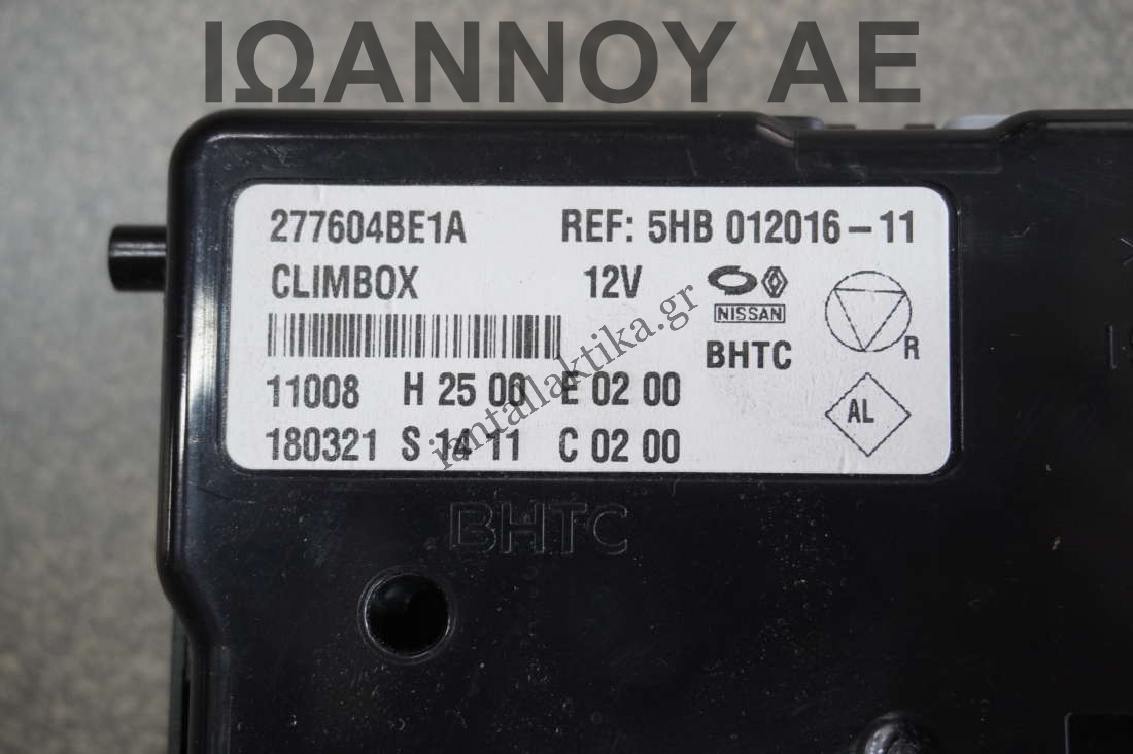 ΙΩΑΝΝΟΥ ΑΕ
277604BE1A REF: 5HB 012016-11
CLIMBOX 12V
NISSAN
BHTC
R
11008 H 25 00 E 02 00
AL
180321 S 14 11 C 02 00
iantallaktika.gr
BHTC